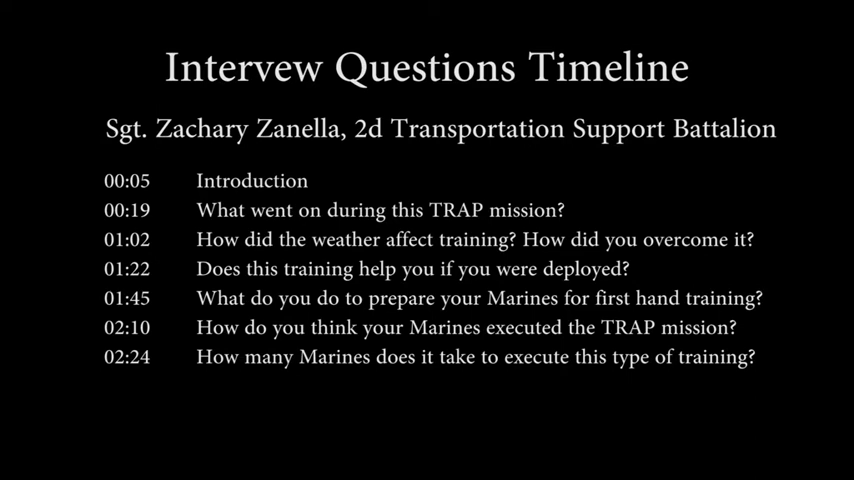 Intervew Questions Timeline
Sgt. Zachary Zanella, 2d Transportation Support Battalion
00:05 Introduction
00:19 What went on during this TRAP mission?
01:02 How did the weather affect training? How did you overcome it?
01:22 Does this training help you if you were deployed?
01:45 What do you do to prepare your Marines for first hand training?
02:10 How do you think your Marines executed the TRAP mission?
02:24 How many Marines does it take to execute this type of training?